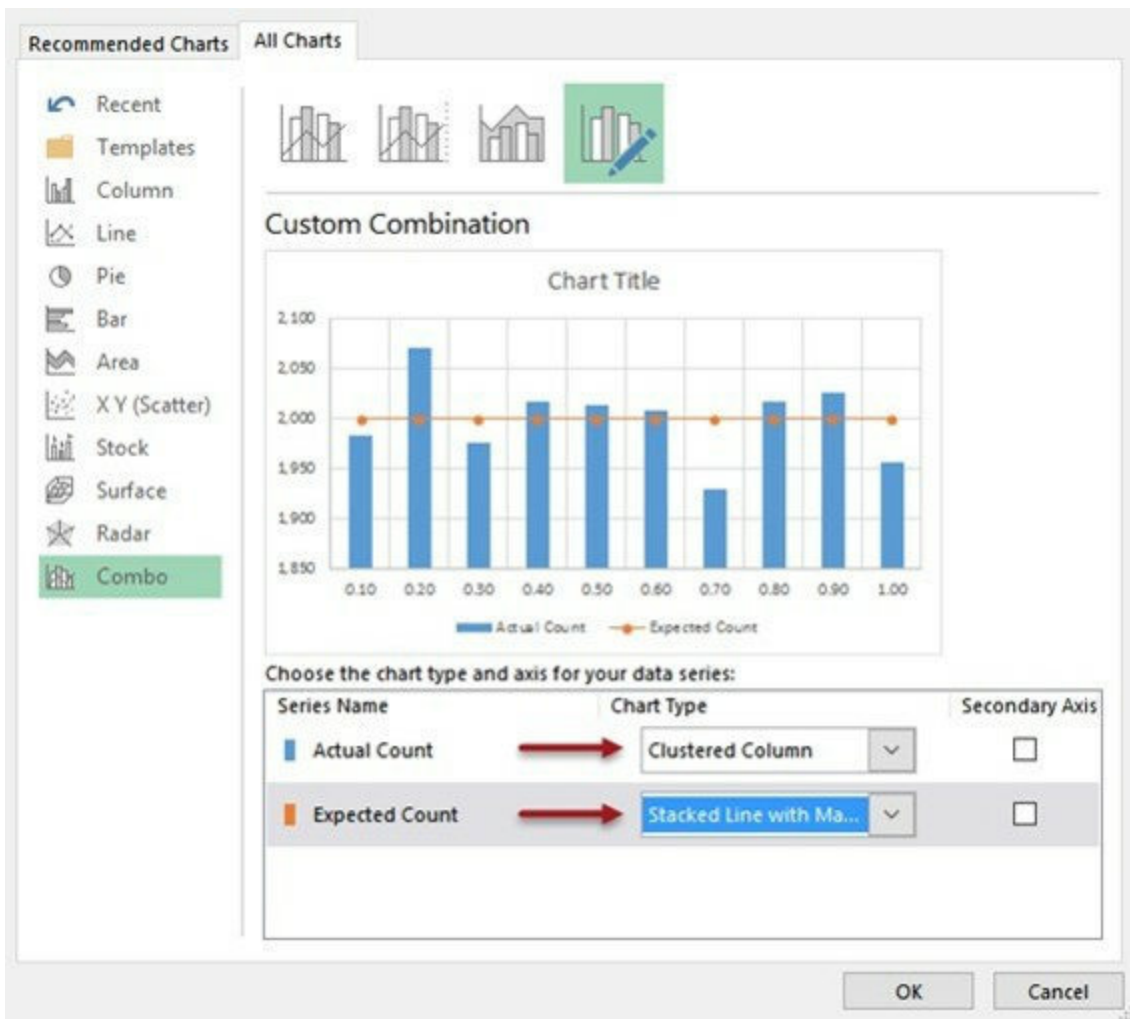 Recommended Charts
All Charts
Recent
Templates
Column
Line
Pie
Bar
Area
X Y (Scatter)
Stock
Surface
Radar
Combo
Custom Combination
Chart Title
2,100
2,050
2,000
1,950
1,900
1,850
0.10 0.20 0.30 0.40 0.50 0.60 0.70 0.80 0.90 1.00
Actual Count Expected Count
Choose the chart type and axis for your data series:
Series Name Chart Type Secondary Axis
Actual Count Clustered Column
Expected Count Stacked Line with Ma...
OK Cancel